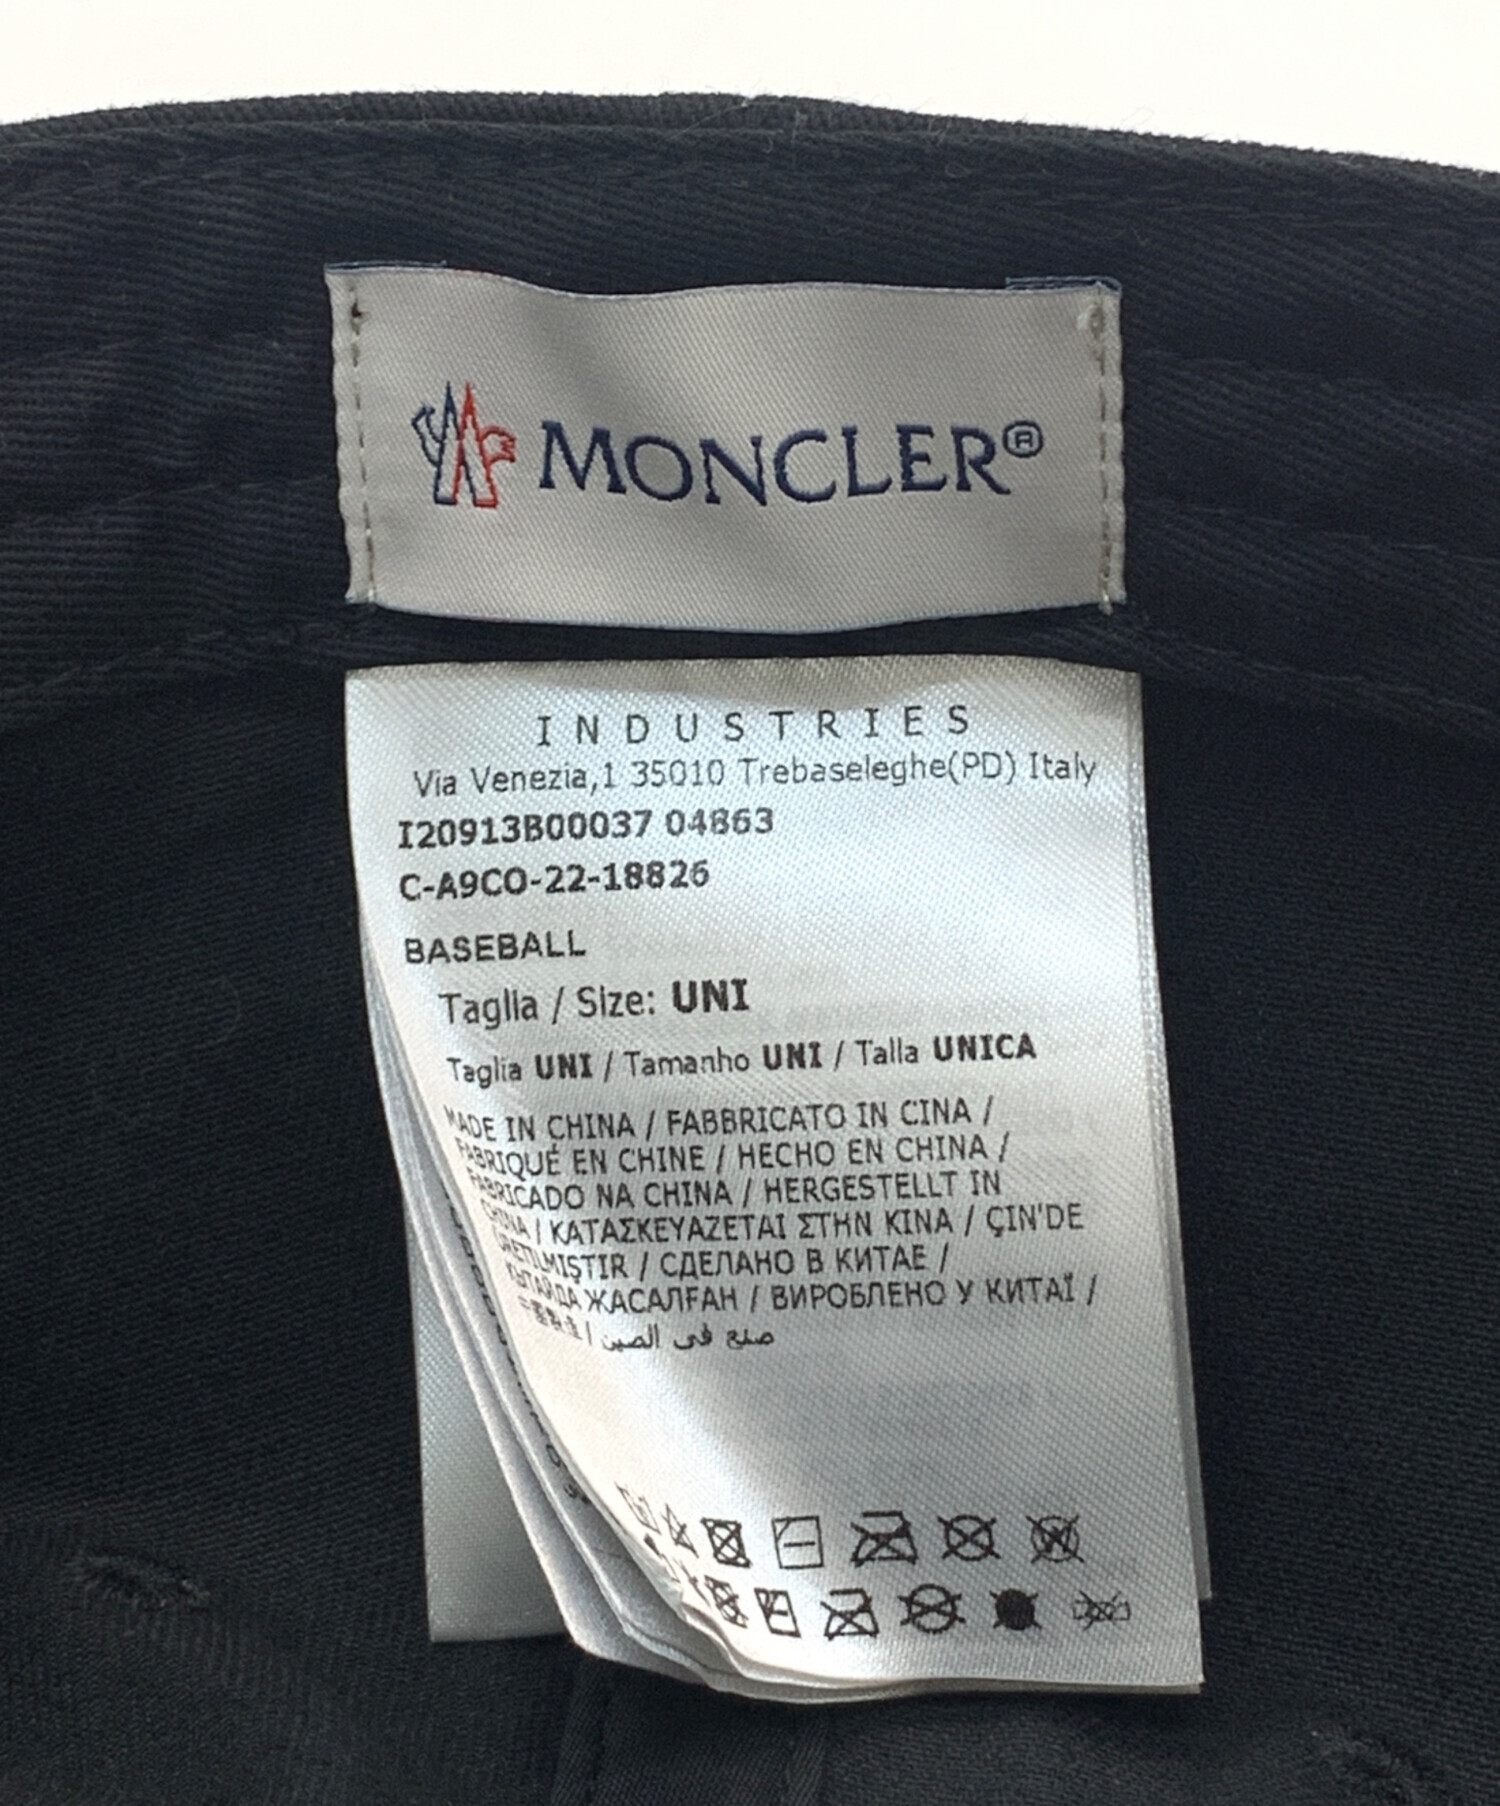 MONCLER®
INDUSTRIES
Via Venezia,1 35010 Trebaseleghe(PD) Italy
I20913B00037 04863
C-A9CO-22-18826
BASEBALL
Taglia / Size: UNI
Taglia UNI / Tamanho UNI / Talla UNICA
MADE IN CHINA / FABBRICATO IN CINA /
FABRIQUÉ EN CHINE / HECHO EN CHINA /
FABRICADO NA CHINA / HERGESTELLT IN
CHINA / ΚΑΤΑΣΚΕΥΑΖΕΤΑΙ ΣΤΗΝ ΚΙΝΑ / ÇIN'DE
ÜRETILMIŞTIR / СДЕЛАНО В КИТАЕ /
ҚЫТАЙДА ЖАСАЛҒАН / ВИРОБЛЕНО У КИТАЇ /
/ صنع في الصين